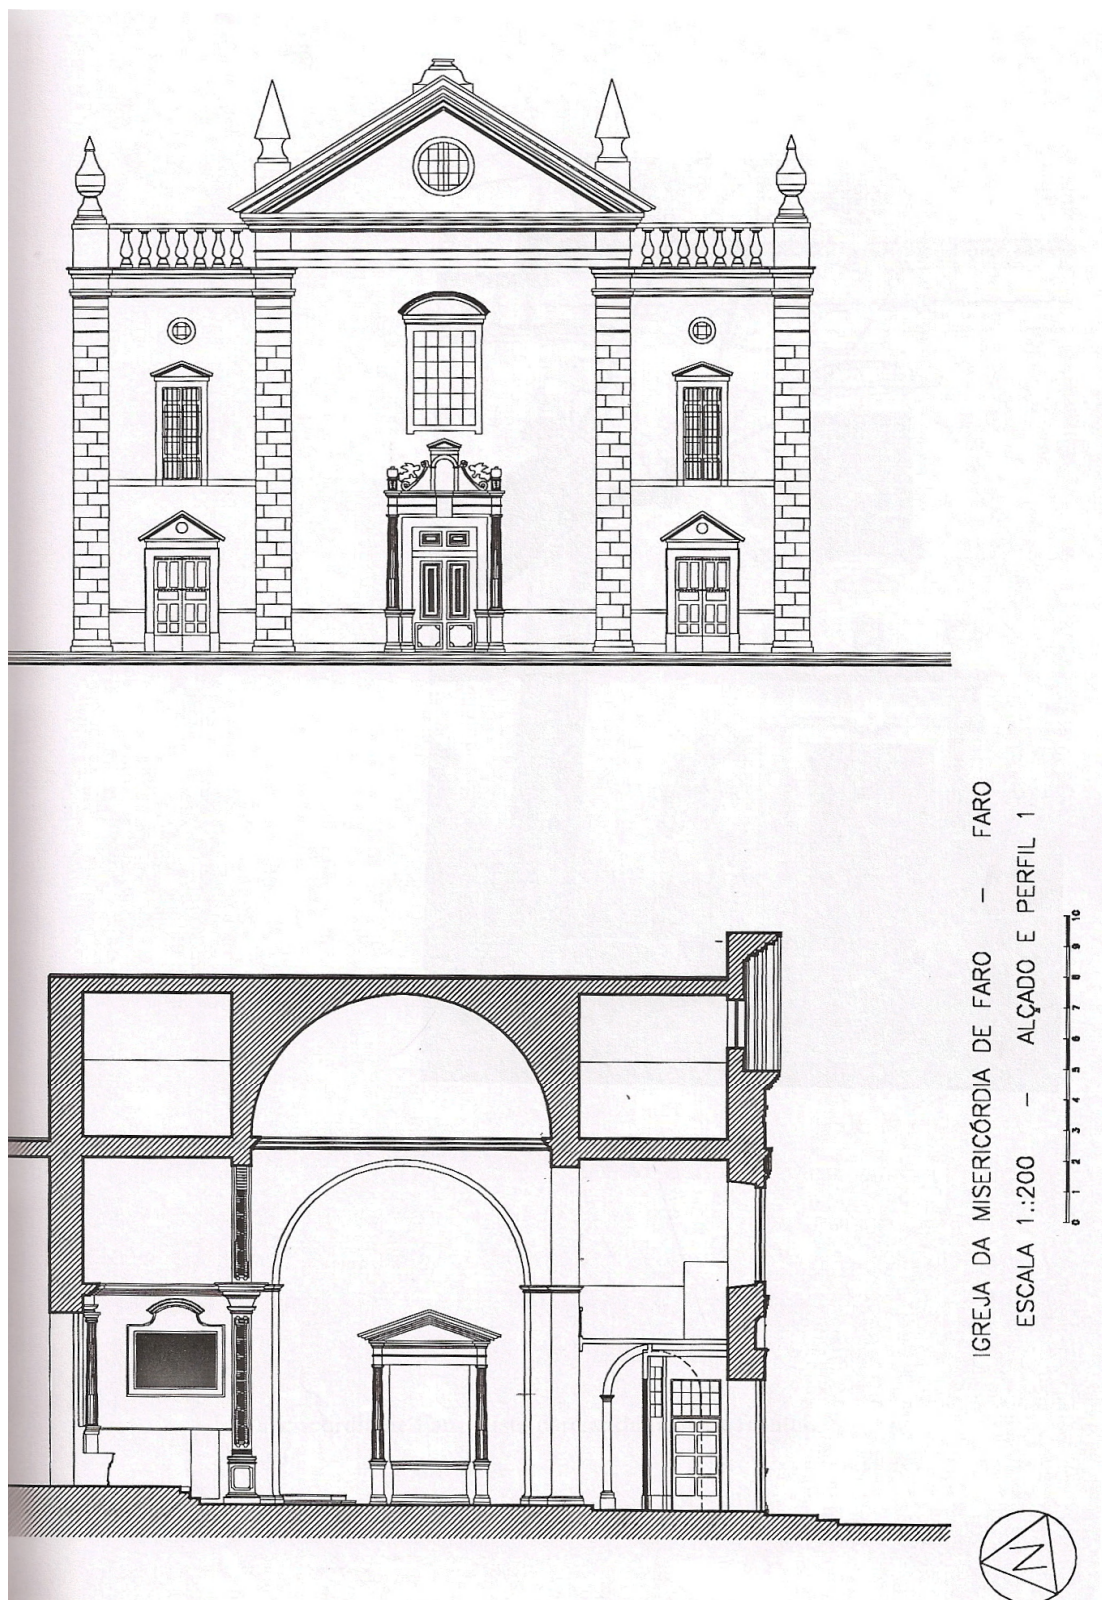 IGREJA DA MISERICÓRDIA DE FARO - FARO
ESCALA 1.:200 - ALÇADO E PERFIL 1
0 1 2 3 4 5 6 7 8 9 10
N